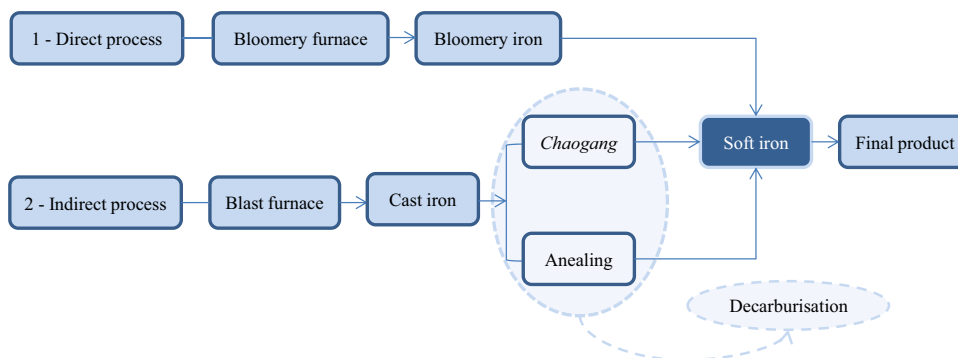 1 - Direct process
Bloomery furnace
Bloomery iron
Chaogang
Soft iron
Final product
2 - Indirect process
Blast furnace
Cast iron
Anealing
Decarburisation